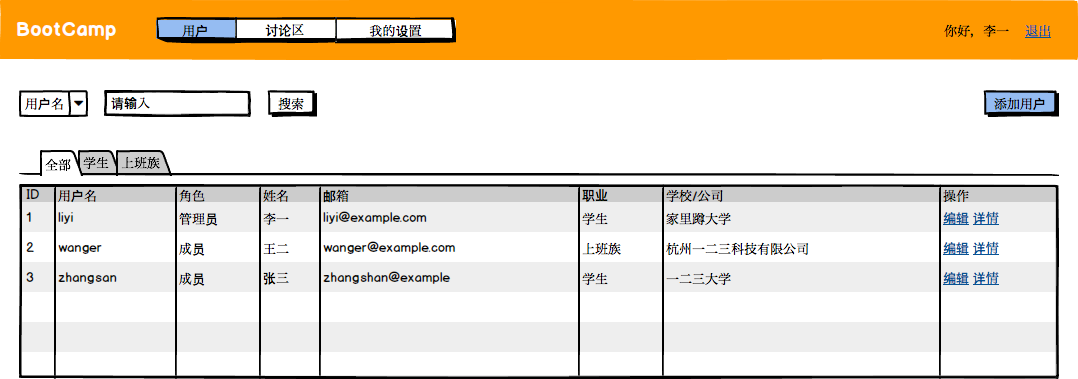 BootCamp 用户 讨论区 我的设置 你好，李一 退出
用户名 请输入 搜索 添加用户
全部 学生 上班族
ID 用户名 角色 姓名 邮箱 职业 学校/公司 操作
1 liyi 管理员 李一 liyi@example.com 学生 家里蹲大学 编辑 详情
2 wanger 成员 王二 wanger@example.com 上班族 杭州一二三科技有限公司 编辑 详情
3 zhangsan 成员 张三 zhangshan@example 学生 一二三大学 编辑 详情